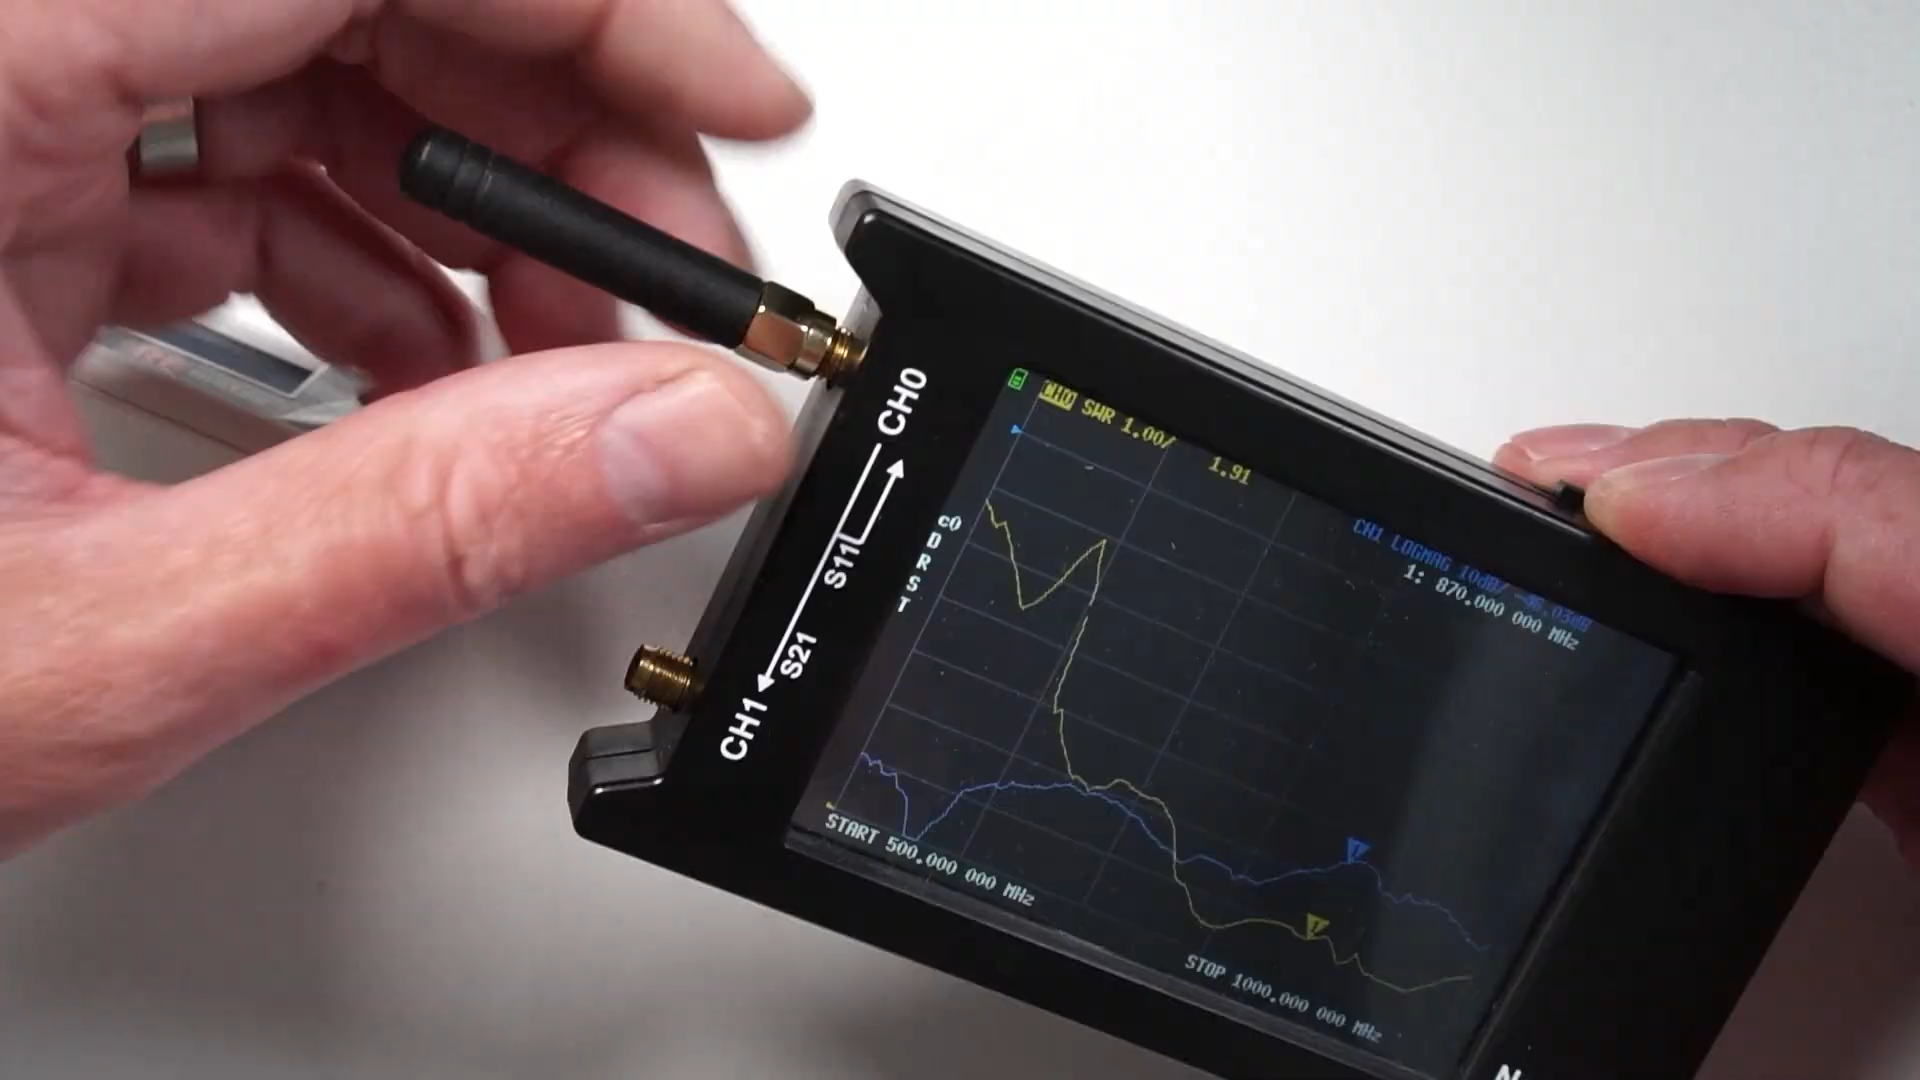 CH0
S11
S21
CH1
CH0 SWR 1.00/ 1.91
CH1 LOGMAG 10dB/
1: 870.000 000 MHz
c0
D
R
S
T
START 500.000 000 MHz
STOP 1000.000 000 MHz
N